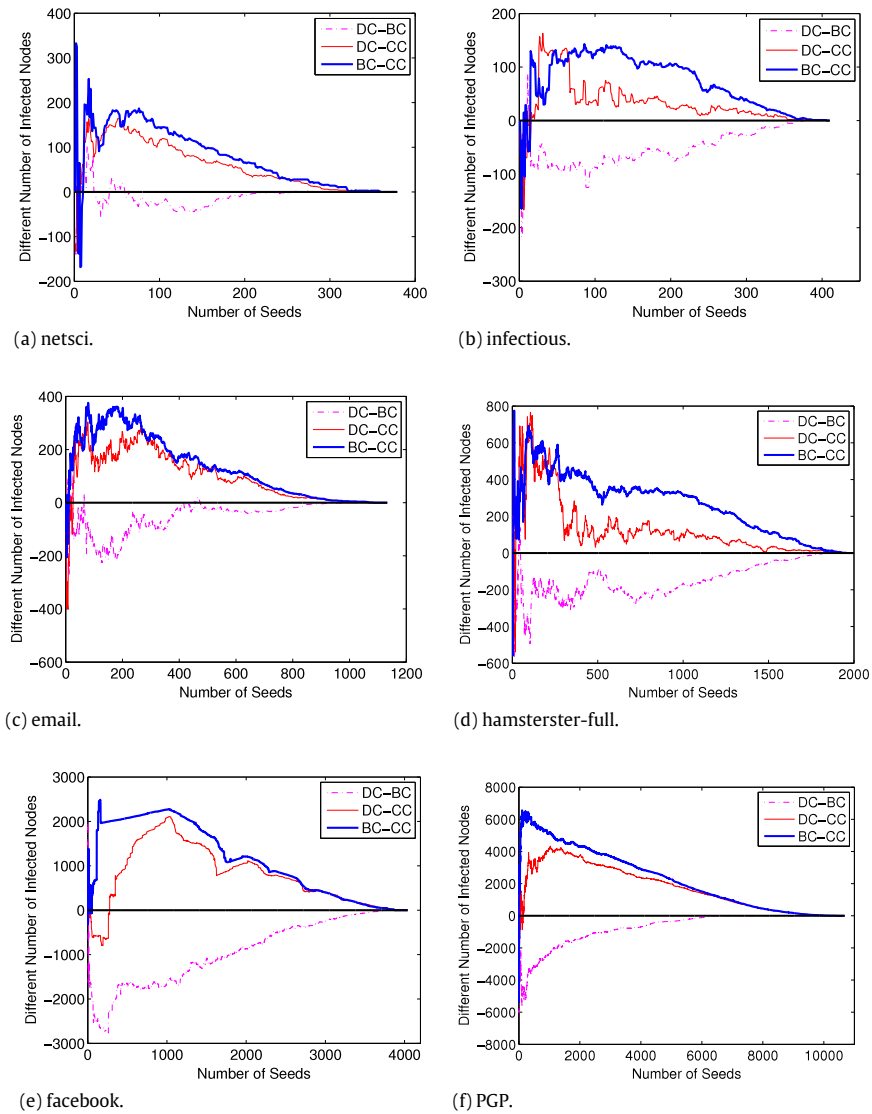 Different Number of Infected Nodes
400
300
200
100
0
−100
−200
0
100
200
300
400
Number of Seeds
DC−BC
DC−CC
BC−CC
(a) netsci.
Different Number of Infected Nodes
200
100
0
−100
−200
−300
0
100
200
300
400
Number of Seeds
DC−BC
DC−CC
BC−CC
(b) infectious.
Different Number of Infected Nodes
400
200
0
−200
−400
−600
0
200
400
600
800
1000
1200
Number of Seeds
DC−BC
DC−CC
BC−CC
(c) email.
Different Number of Infected Nodes
800
600
400
200
0
−200
−400
−600
0
500
1000
1500
2000
Number of Seeds
DC−BC
DC−CC
BC−CC
(d) hamsterster-full.
Different Number of Infected Nodes
3000
2000
1000
0
−1000
−2000
−3000
0
1000
2000
3000
4000
Number of Seeds
DC−BC
DC−CC
BC−CC
(e) facebook.
Different Number of Infected Nodes
8000
6000
4000
2000
0
−2000
−4000
−6000
−8000
0
2000
4000
6000
8000
10000
Number of Seeds
DC−BC
DC−CC
BC−CC
(f) PGP.